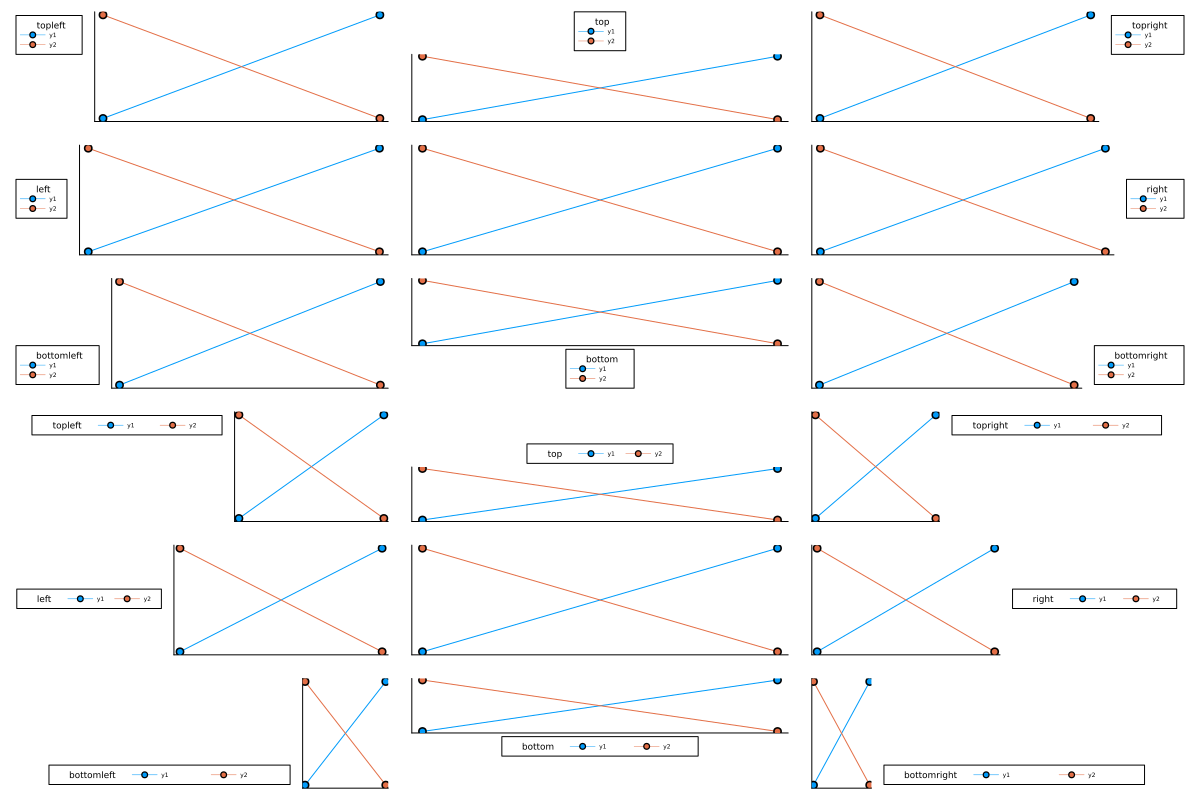 topleft
y1
y2
top
y1
y2
topright
y1
y2
left
y1
y2
right
y1
y2
bottomleft
y1
y2
bottom
y1
y2
bottomright
y1
y2
topleft y1 y2
top y1 y2
topright y1 y2
left y1 y2
right y1 y2
bottomleft y1 y2
bottom y1 y2
bottomright y1 y2